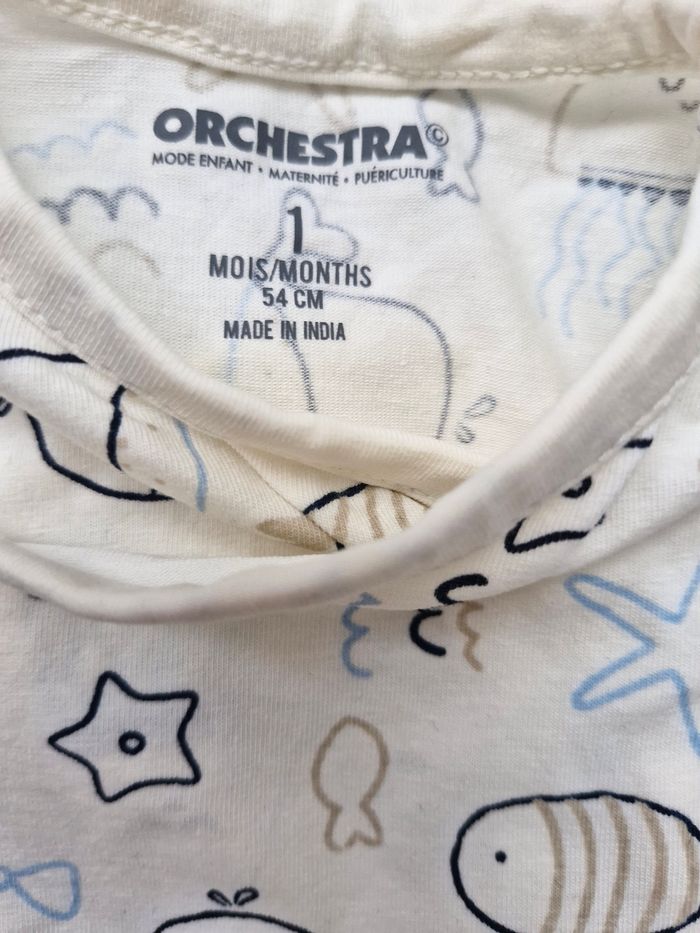 ORCHESTRA©
MODE ENFANT • MATERNITÉ • PUÉRICULTURE
1
MOIS/MONTHS
54 CM
MADE IN INDIA